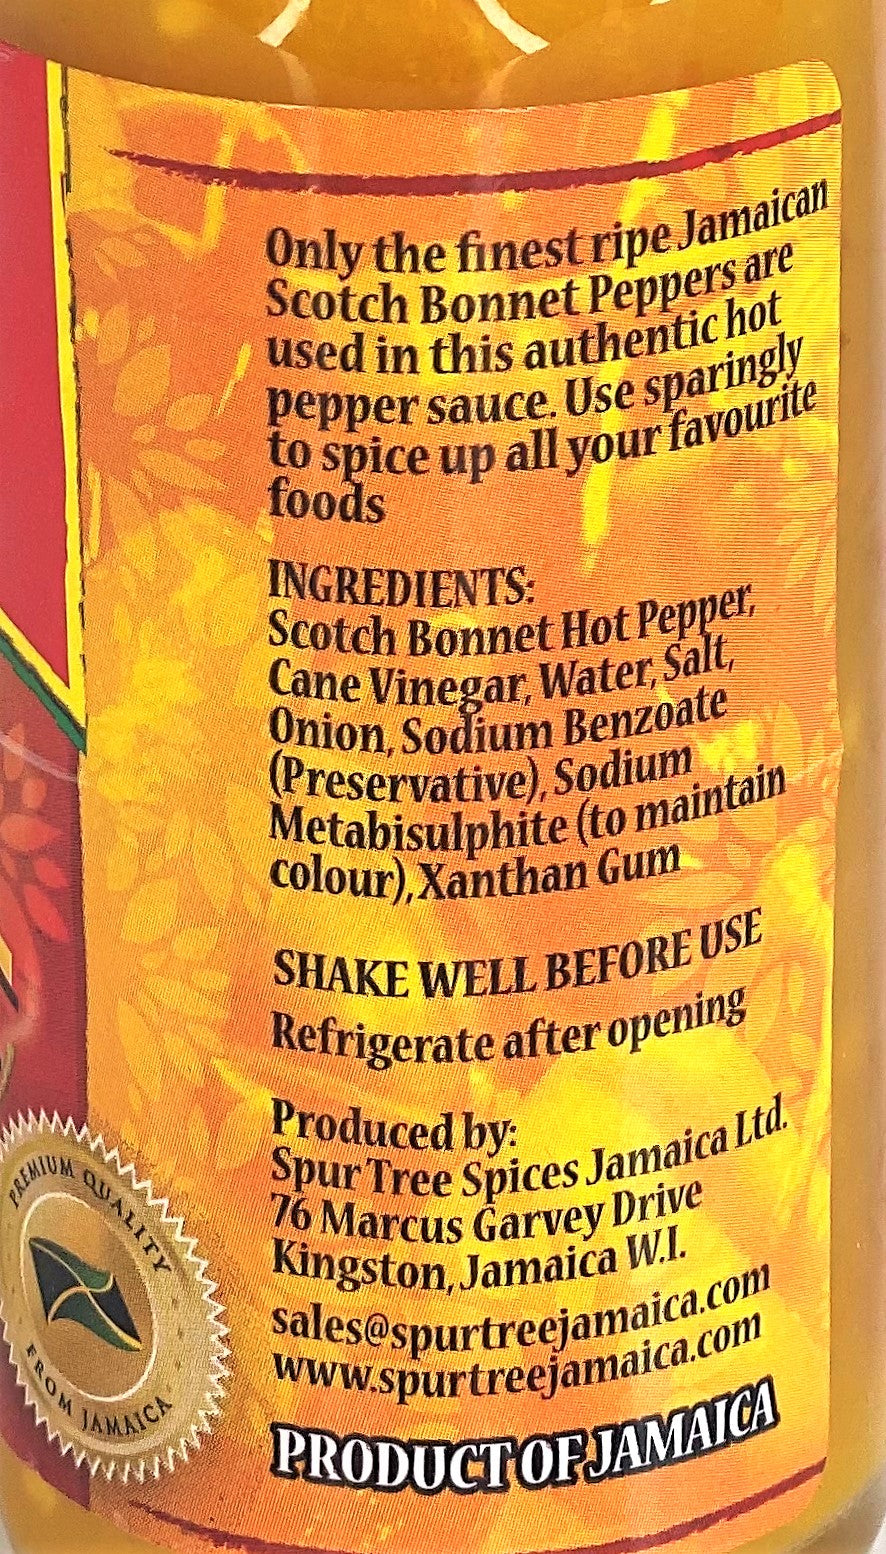 Only the finest ripe Jamaican
Scotch Bonnet Peppers are
used in this authentic hot
pepper sauce. Use sparingly
to spice up all your favourite
foods
INGREDIENTS:
Scotch Bonnet Hot Pepper,
Cane Vinegar, Water, Salt,
Onion, Sodium Benzoate
(Preservative), Sodium
Metabisulphite (to maintain
colour), Xanthan Gum
SHAKE WELL BEFORE USE
Refrigerate after opening
Produced by:
Spur Tree Spices Jamaica Ltd.
76 Marcus Garvey Drive
Kingston, Jamaica W.I.
sales@spurtreejamaica.com
www.spurtreejamaica.com
PRODUCT OF JAMAICA
PREMIUM QUALITY
FROM JAMAICA